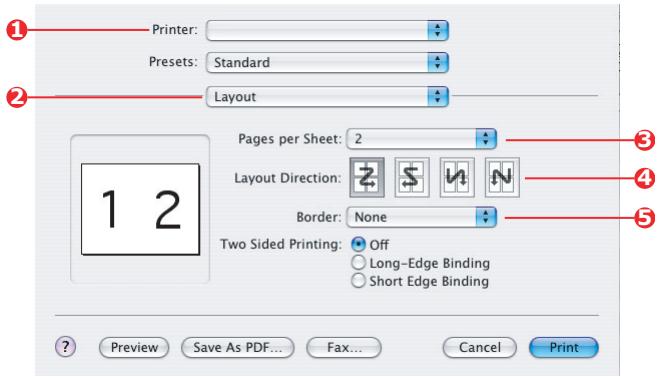 1 Printer:
Presets: Standard
2 Layout
Pages per Sheet: 2 3
Layout Direction: 4
1 2
Border: None 5
Two Sided Printing: Off
Long-Edge Binding
Short Edge Binding
? Preview Save As PDF... Fax... Cancel Print